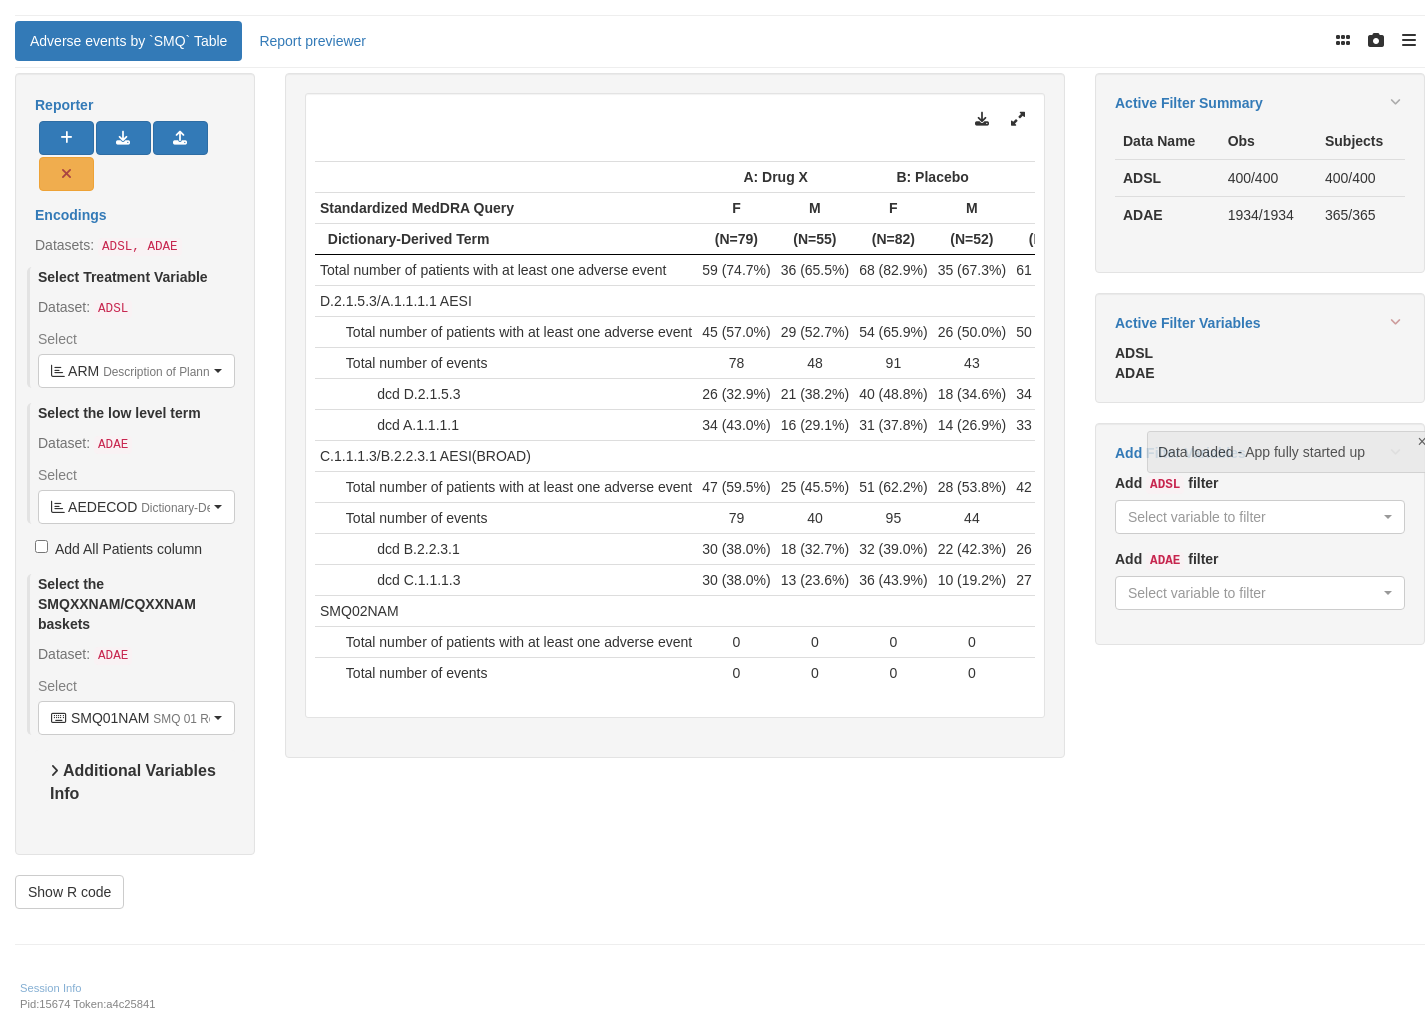 Adverse events by `SMQ` Table
Report previewer
Reporter
Encodings
Datasets: ADSL, ADAE
Select Treatment Variable
Dataset: ADSL
Select
ARM Description of Plann
Select the low level term
Dataset: ADAE
Select
AEDECOD Dictionary-De
Add All Patients column
Select the
SMQXXNAM/CQXXNAM
baskets
Dataset: ADAE
Select
SMQ01NAM SMQ 01 Re
Additional Variables
Info
Show R code
A: Drug X B: Placebo
Standardized MedDRA Query F M F M
Dictionary-Derived Term (N=79) (N=55) (N=82) (N=52)
Total number of patients with at least one adverse event 59 (74.7%) 36 (65.5%) 68 (82.9%) 35 (67.3%) 61
D.2.1.5.3/A.1.1.1.1 AESI
Total number of patients with at least one adverse event 45 (57.0%) 29 (52.7%) 54 (65.9%) 26 (50.0%) 50
Total number of events 78 48 91 43
dcd D.2.1.5.3 26 (32.9%) 21 (38.2%) 40 (48.8%) 18 (34.6%) 34
dcd A.1.1.1.1 34 (43.0%) 16 (29.1%) 31 (37.8%) 14 (26.9%) 33
C.1.1.1.3/B.2.2.3.1 AESI(BROAD)
Total number of patients with at least one adverse event 47 (59.5%) 25 (45.5%) 51 (62.2%) 28 (53.8%) 42
Total number of events 79 40 95 44
dcd B.2.2.3.1 30 (38.0%) 18 (32.7%) 32 (39.0%) 22 (42.3%) 26
dcd C.1.1.1.3 30 (38.0%) 13 (23.6%) 36 (43.9%) 10 (19.2%) 27
SMQ02NAM
Total number of patients with at least one adverse event 0 0 0 0
Total number of events 0 0 0 0
Active Filter Summary
Data Name Obs Subjects
ADSL 400/400 400/400
ADAE 1934/1934 365/365
Active Filter Variables
ADSL
ADAE
Add
Data loaded - App fully started up
Add ADSL filter
Select variable to filter
Add ADAE filter
Select variable to filter
Session Info
Pid:15674 Token:a4c25841